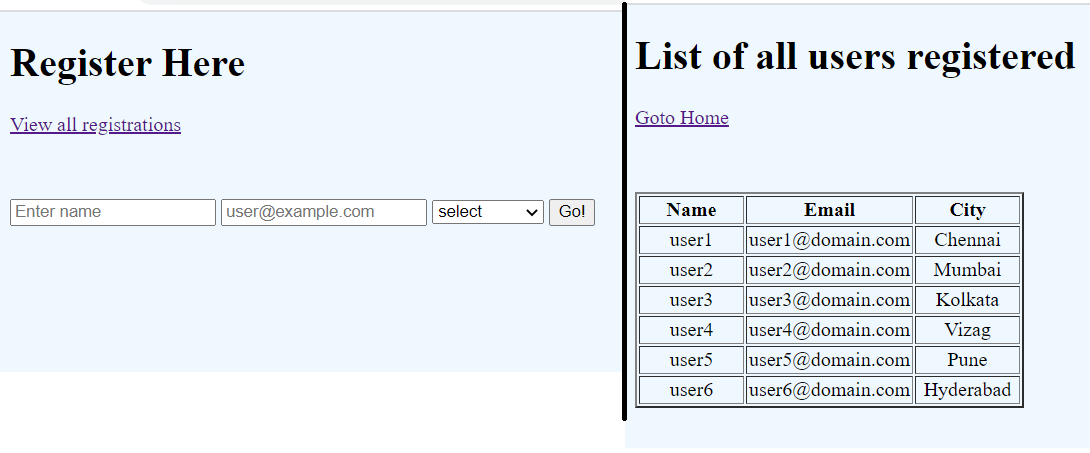 Register Here
View all registrations
Enter name user@example.com select Go!
List of all users registered
Goto Home
Name Email City
user1 user1@domain.com Chennai
user2 user2@domain.com Mumbai
user3 user3@domain.com Kolkata
user4 user4@domain.com Vizag
user5 user5@domain.com Pune
user6 user6@domain.com Hyderabad